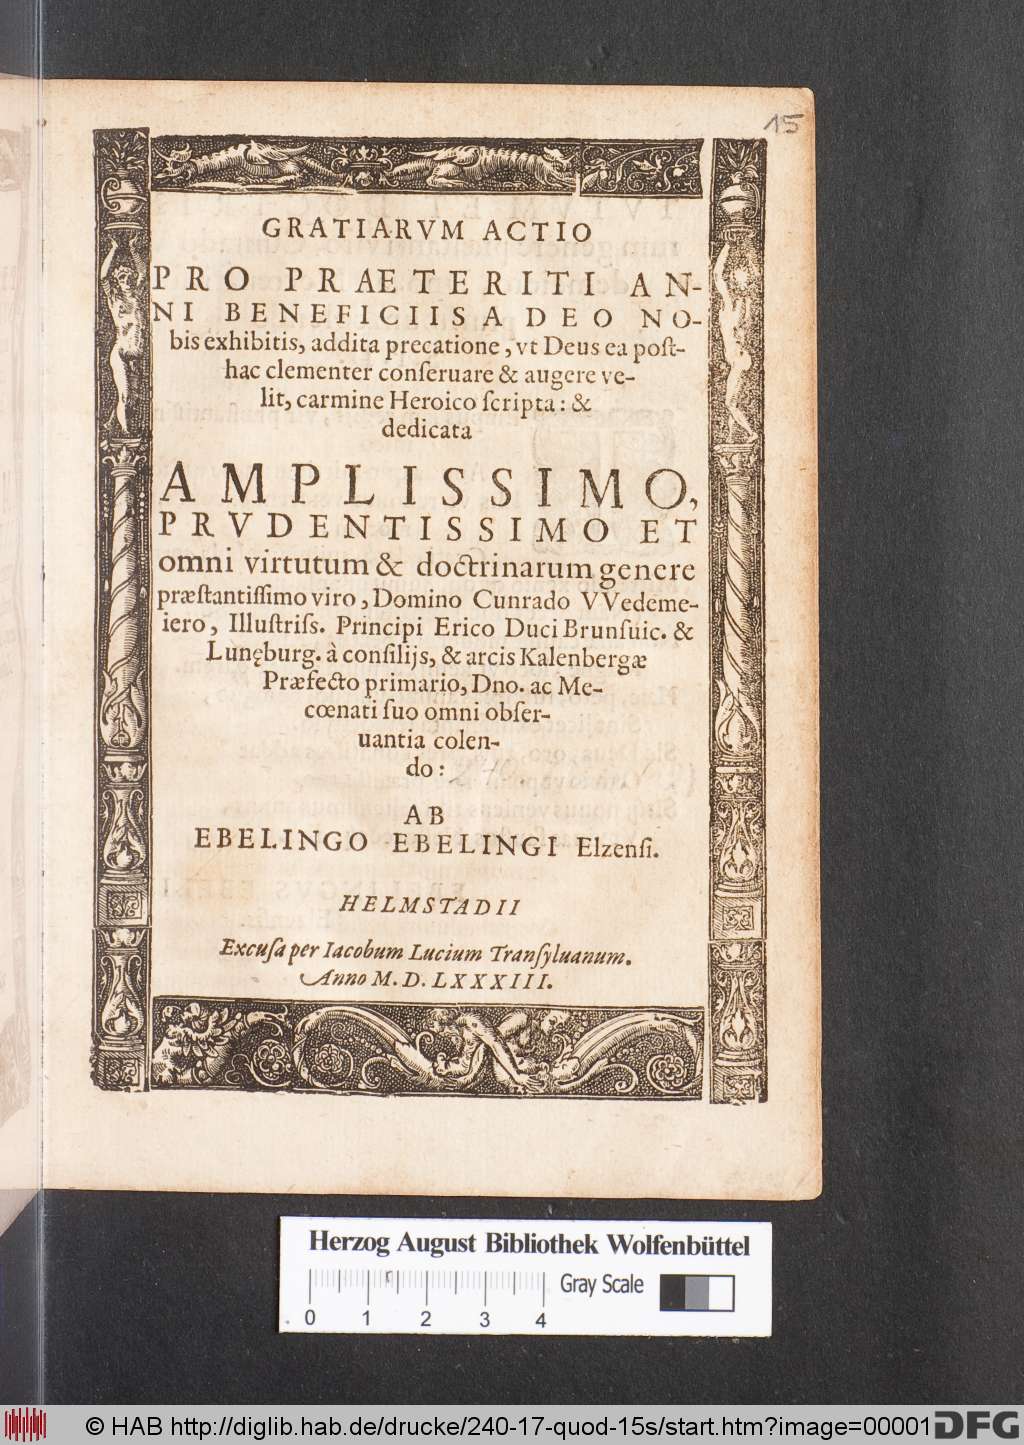 15
GRATIARVM ACTIO
PRO PRAETERITI AN-
NI BENEFICIIS A DEO NO-
bis exhibitis, addita precatione, vt Deus ea poſt-
hac clementer conſeruare & augere ve-
lit, carmine Heroico ſcripta: &
dedicata
AMPLISSIMO,
PRVDENTISSIMO ET
omni virtutum & doctrinarum genere
præſtantiſſimo viro, Domino Cunrado VVedeme-
iero, Illuſtriſs. Principi Erico Duci Brunſuic. &
Lunęburg. à conſilijs, & arcis Kalenbergæ
Præfecto primario, Dno. ac Me-
cœnati ſuo omni obſer-
uantia colen-
do:
AB
EBELINGO EBELINGI Elzenſi.
HELMSTADII
Excuſa per Iacobum Lucium Tranſyluanum.
Anno M. D. LXXXIII.
Herzog August Bibliothek Wolfenbüttel
Gray Scale
0 1 2 3 4
© HAB http://diglib.hab.de/drucke/240-17-quod-15s/start.htm?image=00001
DFG